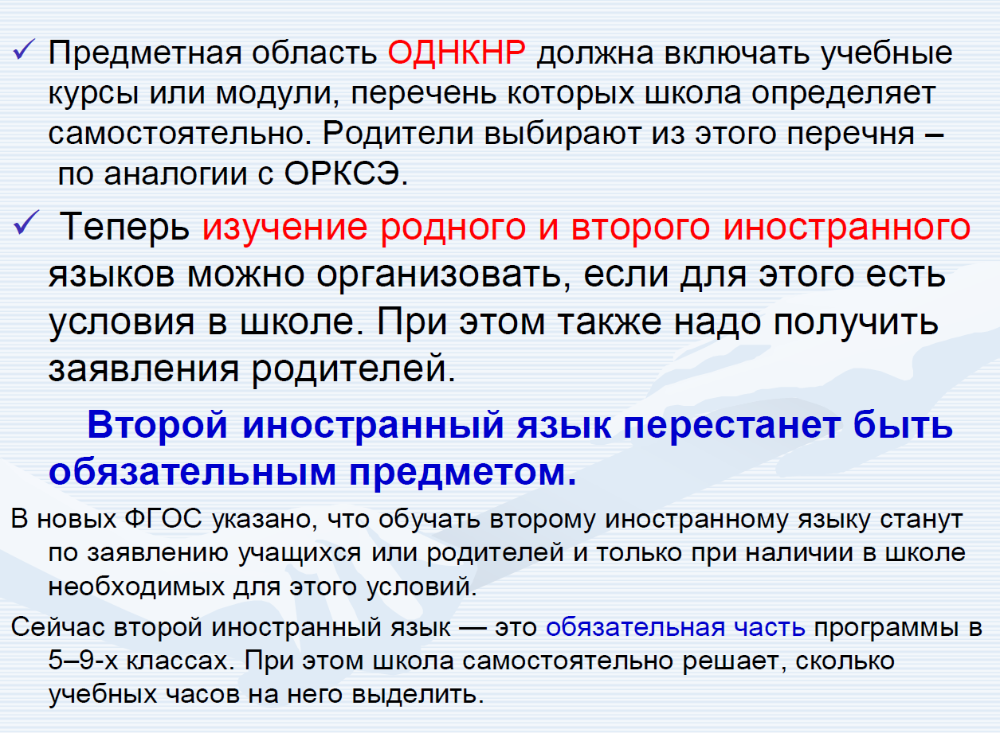 ✓ Предметная область ОДНКНР должна включать учебные
курсы или модули, перечень которых школа определяет
самостоятельно. Родители выбирают из этого перечня –
по аналогии с ОРКСЭ.
✓ Теперь изучение родного и второго иностранного
языков можно организовать, если для этого есть
условия в школе. При этом также надо получить
заявления родителей.
Второй иностранный язык перестанет быть
обязательным предметом.
В новых ФГОС указано, что обучать второму иностранному языку станут
по заявлению учащихся или родителей и только при наличии в школе
необходимых для этого условий.
Сейчас второй иностранный язык — это обязательная часть программы в
5–9-х классах. При этом школа самостоятельно решает, сколько
учебных часов на него выделить.